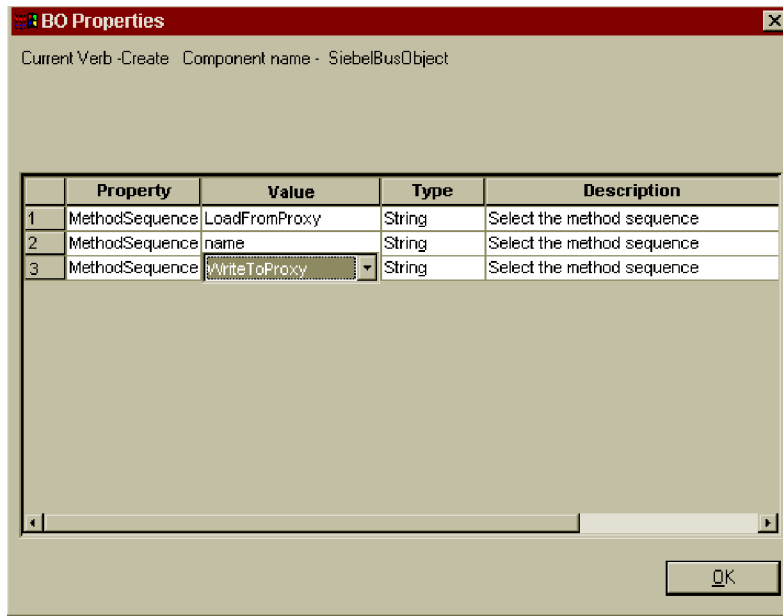 BO Properties
Current Verb -Create Component name - SiebelBusObject
Property Value Type Description
1 MethodSequence LoadFromProxy String Select the method sequence
2 MethodSequence name String Select the method sequence
3 MethodSequence WriteToProxy String Select the method sequence
OK